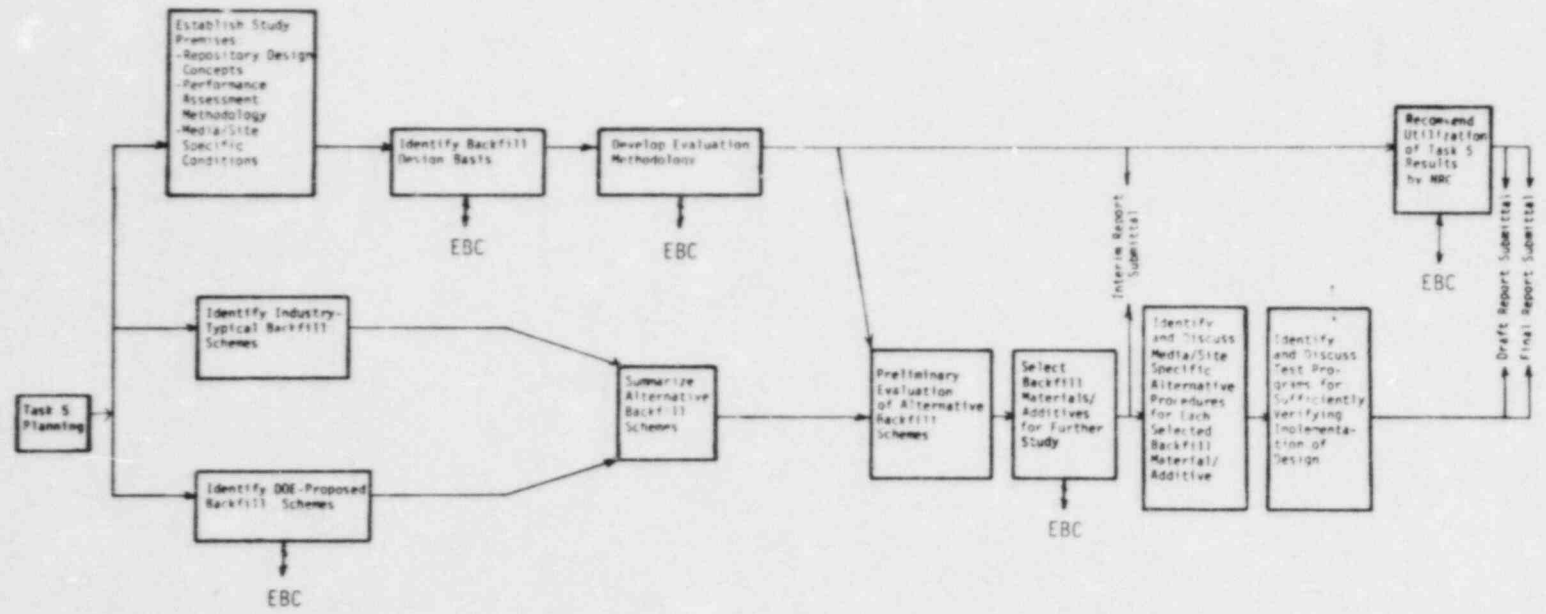 Establish Study
Premises
-Repository Design
Concepts
-Performance
Assessment
Methodology
-Media/Site
Specific
Conditions
Identify Backfill
Design Basis
EBC
Develop Evaluation
Methodology
EBC
Recommend
Utilization
of Task 5
Results
by NRC
EBC
Interim Report
Submittal
Draft Report Submittal
Final Report Submittal
Identify Industry-
Typical Backfill
Schemes
Task 5
Planning
Identify DOE-Proposed
Backfill Schemes
EBC
Summarize
Alternative
Backfill
Schemes
Preliminary
Evaluation
of Alternative
Backfill
Schemes
Select
Backfill
Materials/
Additives
for Further
Study
EBC
Identify
and Discuss
Media/Site
Specific
Alternative
Procedures
for Each
Selected
Backfill
Material/
Additive
Identify
and Discuss
Test Pro-
grams for
Sufficiently
Verifying
Implementa-
tion of
Design